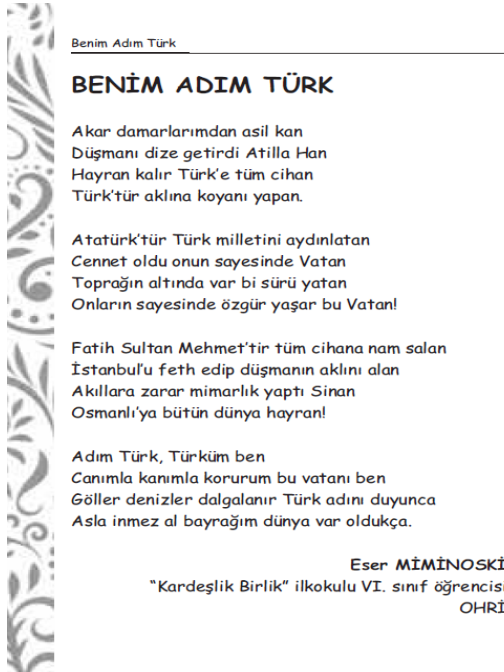 Benim Adım Türk
BENİM ADIM TÜRK
Akar damarlarımdan asil kan
Düşmanı dize getirdi Atilla Han
Hayran kalır Türk’e tüm cihan
Türk’tür aklına koyanı yapan.
Atatürk’tür Türk milletini aydınlatan
Cennet oldu onun sayesinde Vatan
Toprağın altında var bi sürü yatan
Onların sayesinde özgür yaşar bu Vatan!
Fatih Sultan Mehmet’tir tüm cihana nam salan
İstanbul’u feth edip düşmanın aklını alan
Akıllara zarar mimarlık yaptı Sinan
Osmanlı’ya bütün dünya hayran!
Adım Türk, Türküm ben
Canımla kanımla korurum bu vatanı ben
Göller denizler dalgalanır Türk adını duyunca
Asla inmez al bayrağım dünya var oldukça.
Eser MİMİNOSKİ
“Kardeşlik Birlik” ilkokulu VI. sınıf öğrencisi
OHRİ